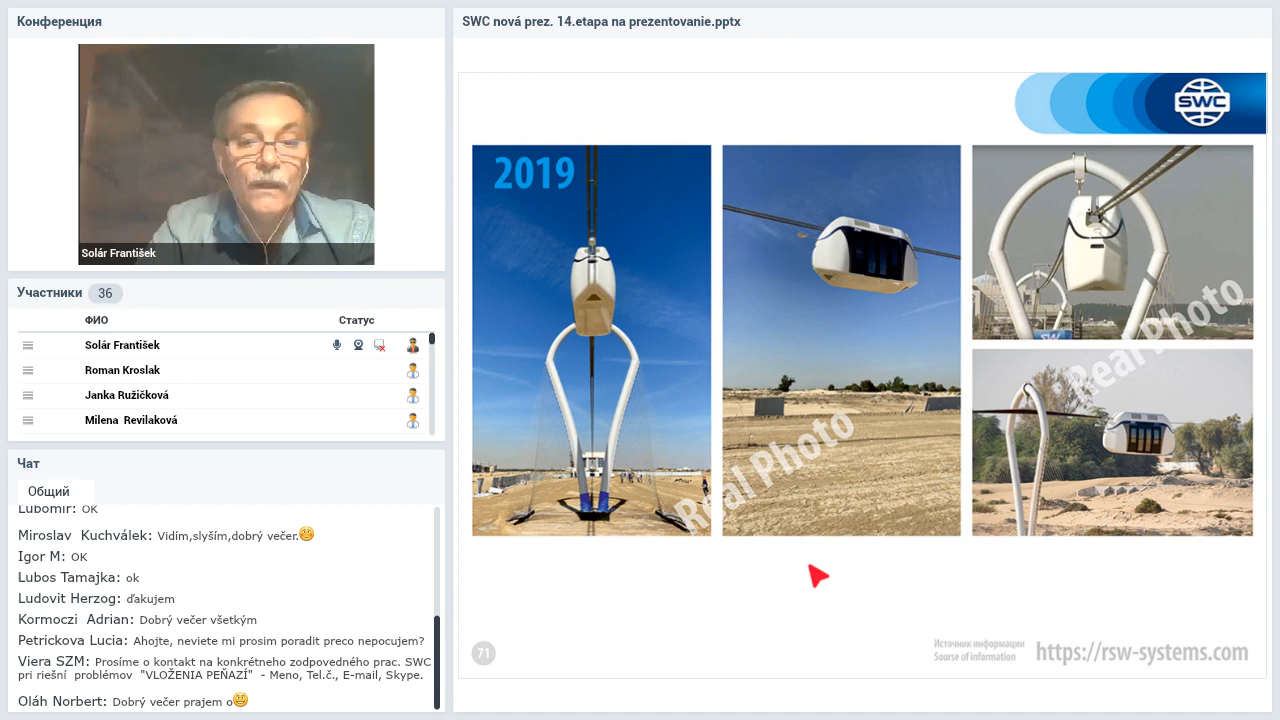 Конференция
Solár František
Участники 36
ФИО Статус
Solár František
Roman Kroslak
Janka Ružičková
Milena Revilaková
Чат
Общий
Lubomir: OK
Miroslav Kuchválek: Vidím,slyším,dobrý večer.
Igor M: OK
Lubos Tamajka: ok
Ludovit Herzog: ďakujem
Kormoczi Adrian: Dobrý večer všetkým
Petrickova Lucia: Ahojte, neviete mi prosim poradit preco nepocujem?
Viera SZM: Prosíme o kontakt na konkrétneho zodpovedného prac. SWC
pri riešní problémov "VLOŽENIA PEŇAZÍ" - Meno, Tel.č., E-mail, Skype.
Oláh Norbert: Dobrý večer prajem o
SWC nová prez. 14.etapa na prezentovanie.pptx
SWC
2019
Real Photo
Real Photo
71
Источник информации
Sourse of information
https://rsw-systems.com